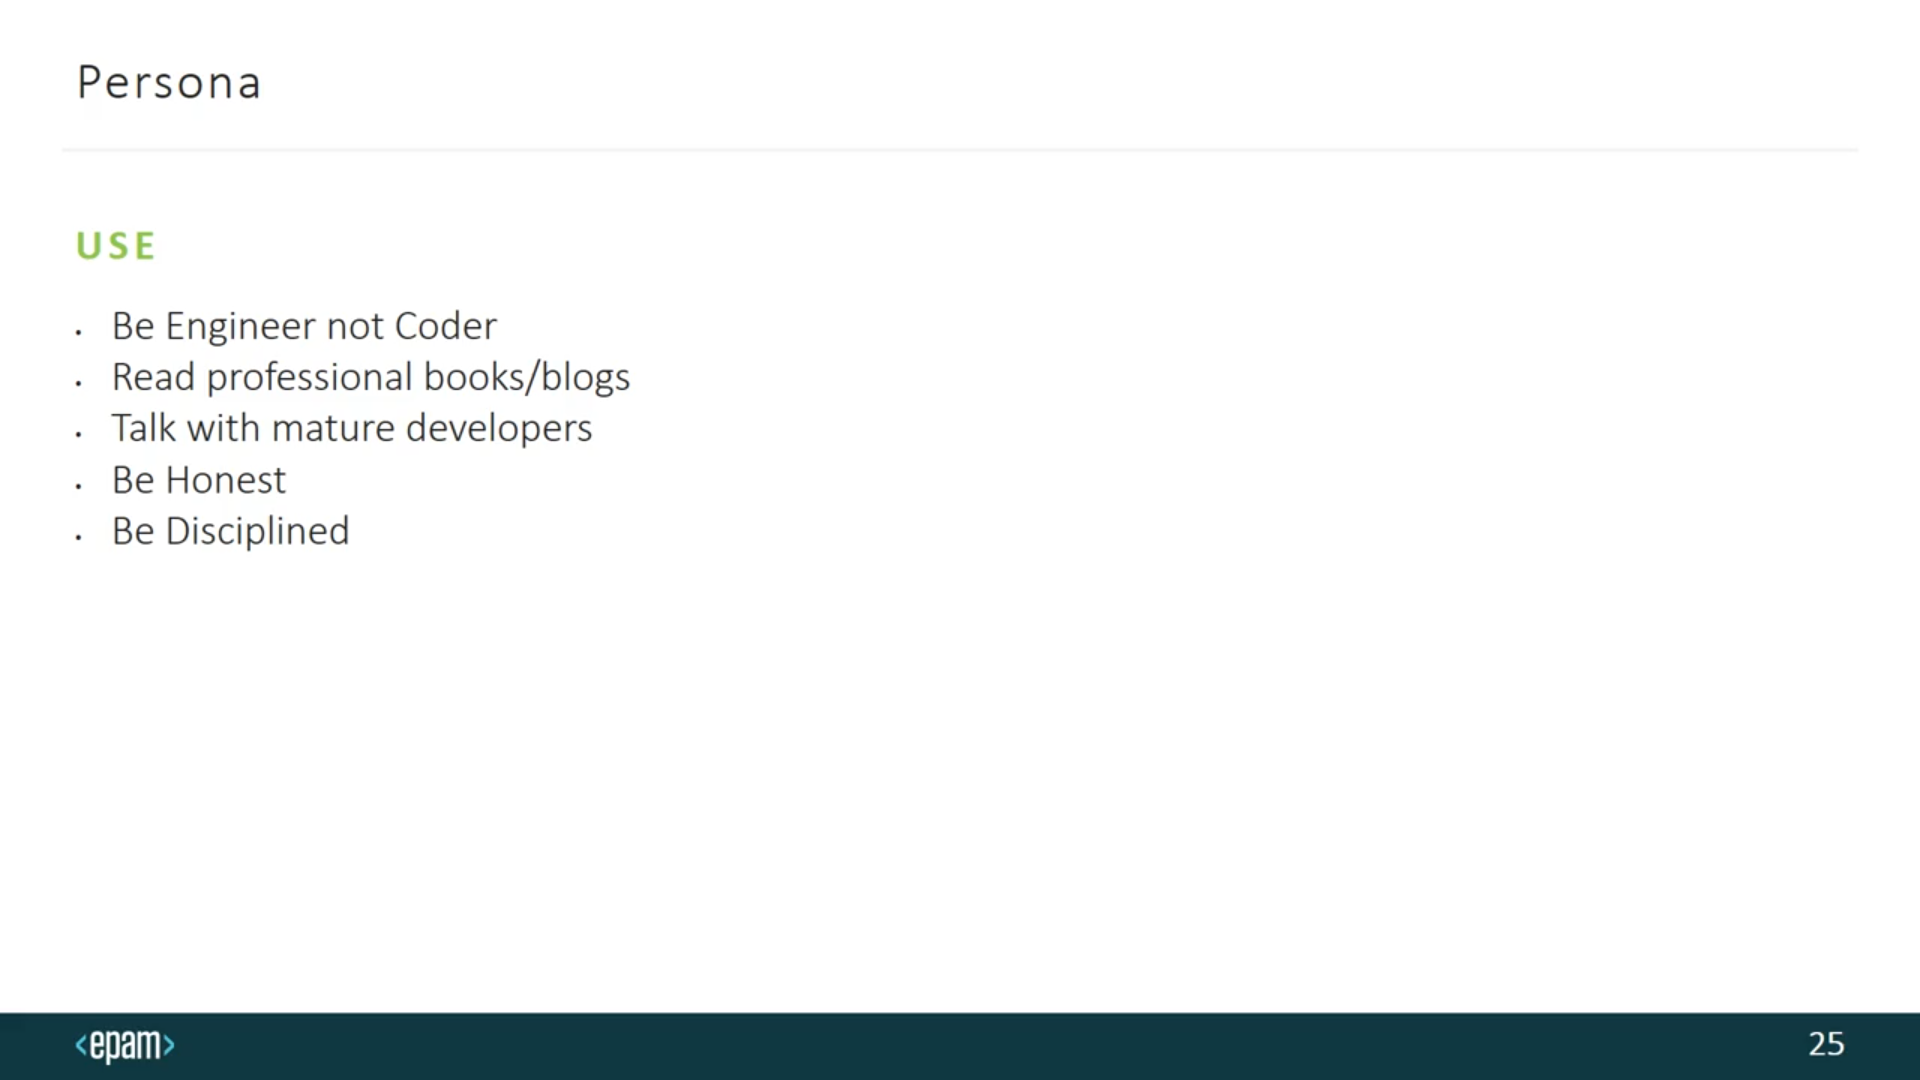 Persona
USE
• Be Engineer not Coder
• Read professional books/blogs
• Talk with mature developers
• Be Honest
• Be Disciplined
<epam>
25